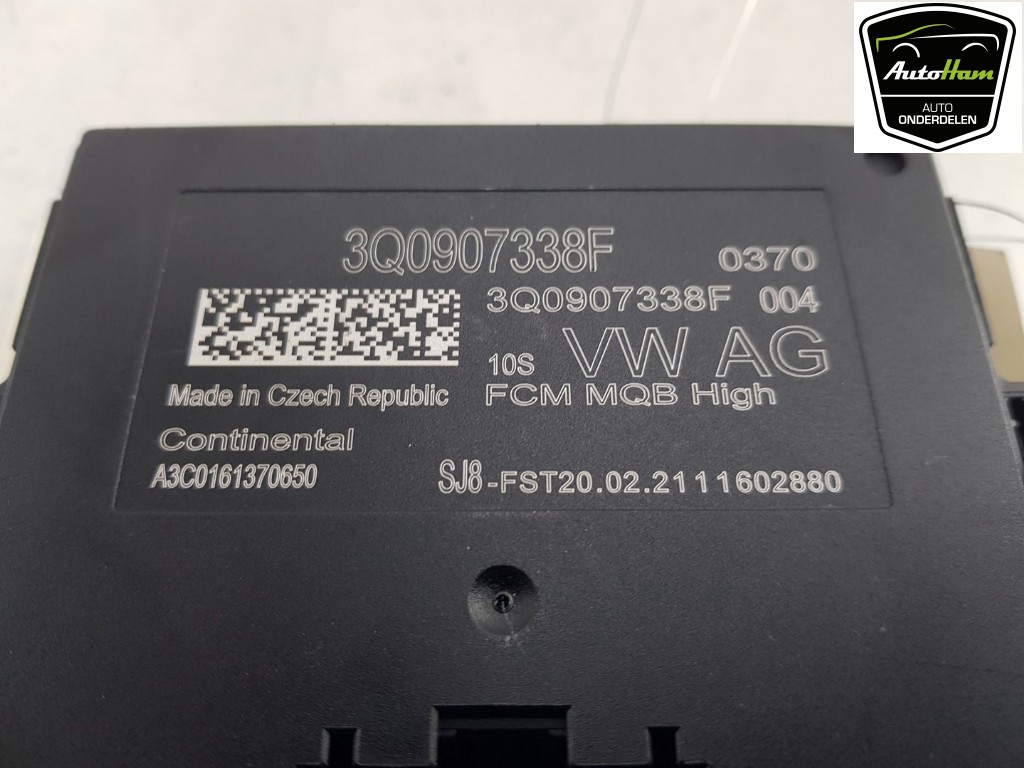 AutoHam
AUTO
ONDERDELEN
3Q0907338F 0370
3Q0907338F 004
10S VW AG
Made in Czech Republic FCM MQB High
Continental
A3C0161370650 SJ8-FST20.02.2111602880